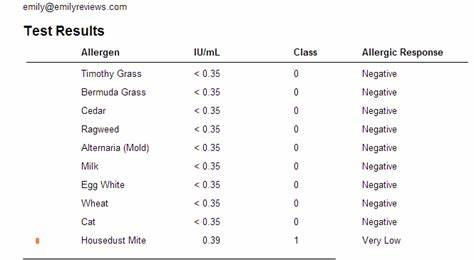 emily@emilyreviews.com
Test Results
Allergen IU/mL Class Allergic Response
Timothy Grass < 0.35 0 Negative
Bermuda Grass < 0.35 0 Negative
Cedar < 0.35 0 Negative
Ragweed < 0.35 0 Negative
Alternaria (Mold) < 0.35 0 Negative
Milk < 0.35 0 Negative
Egg White < 0.35 0 Negative
Wheat < 0.35 0 Negative
Cat < 0.35 0 Negative
Housedust Mite 0.39 1 Very Low